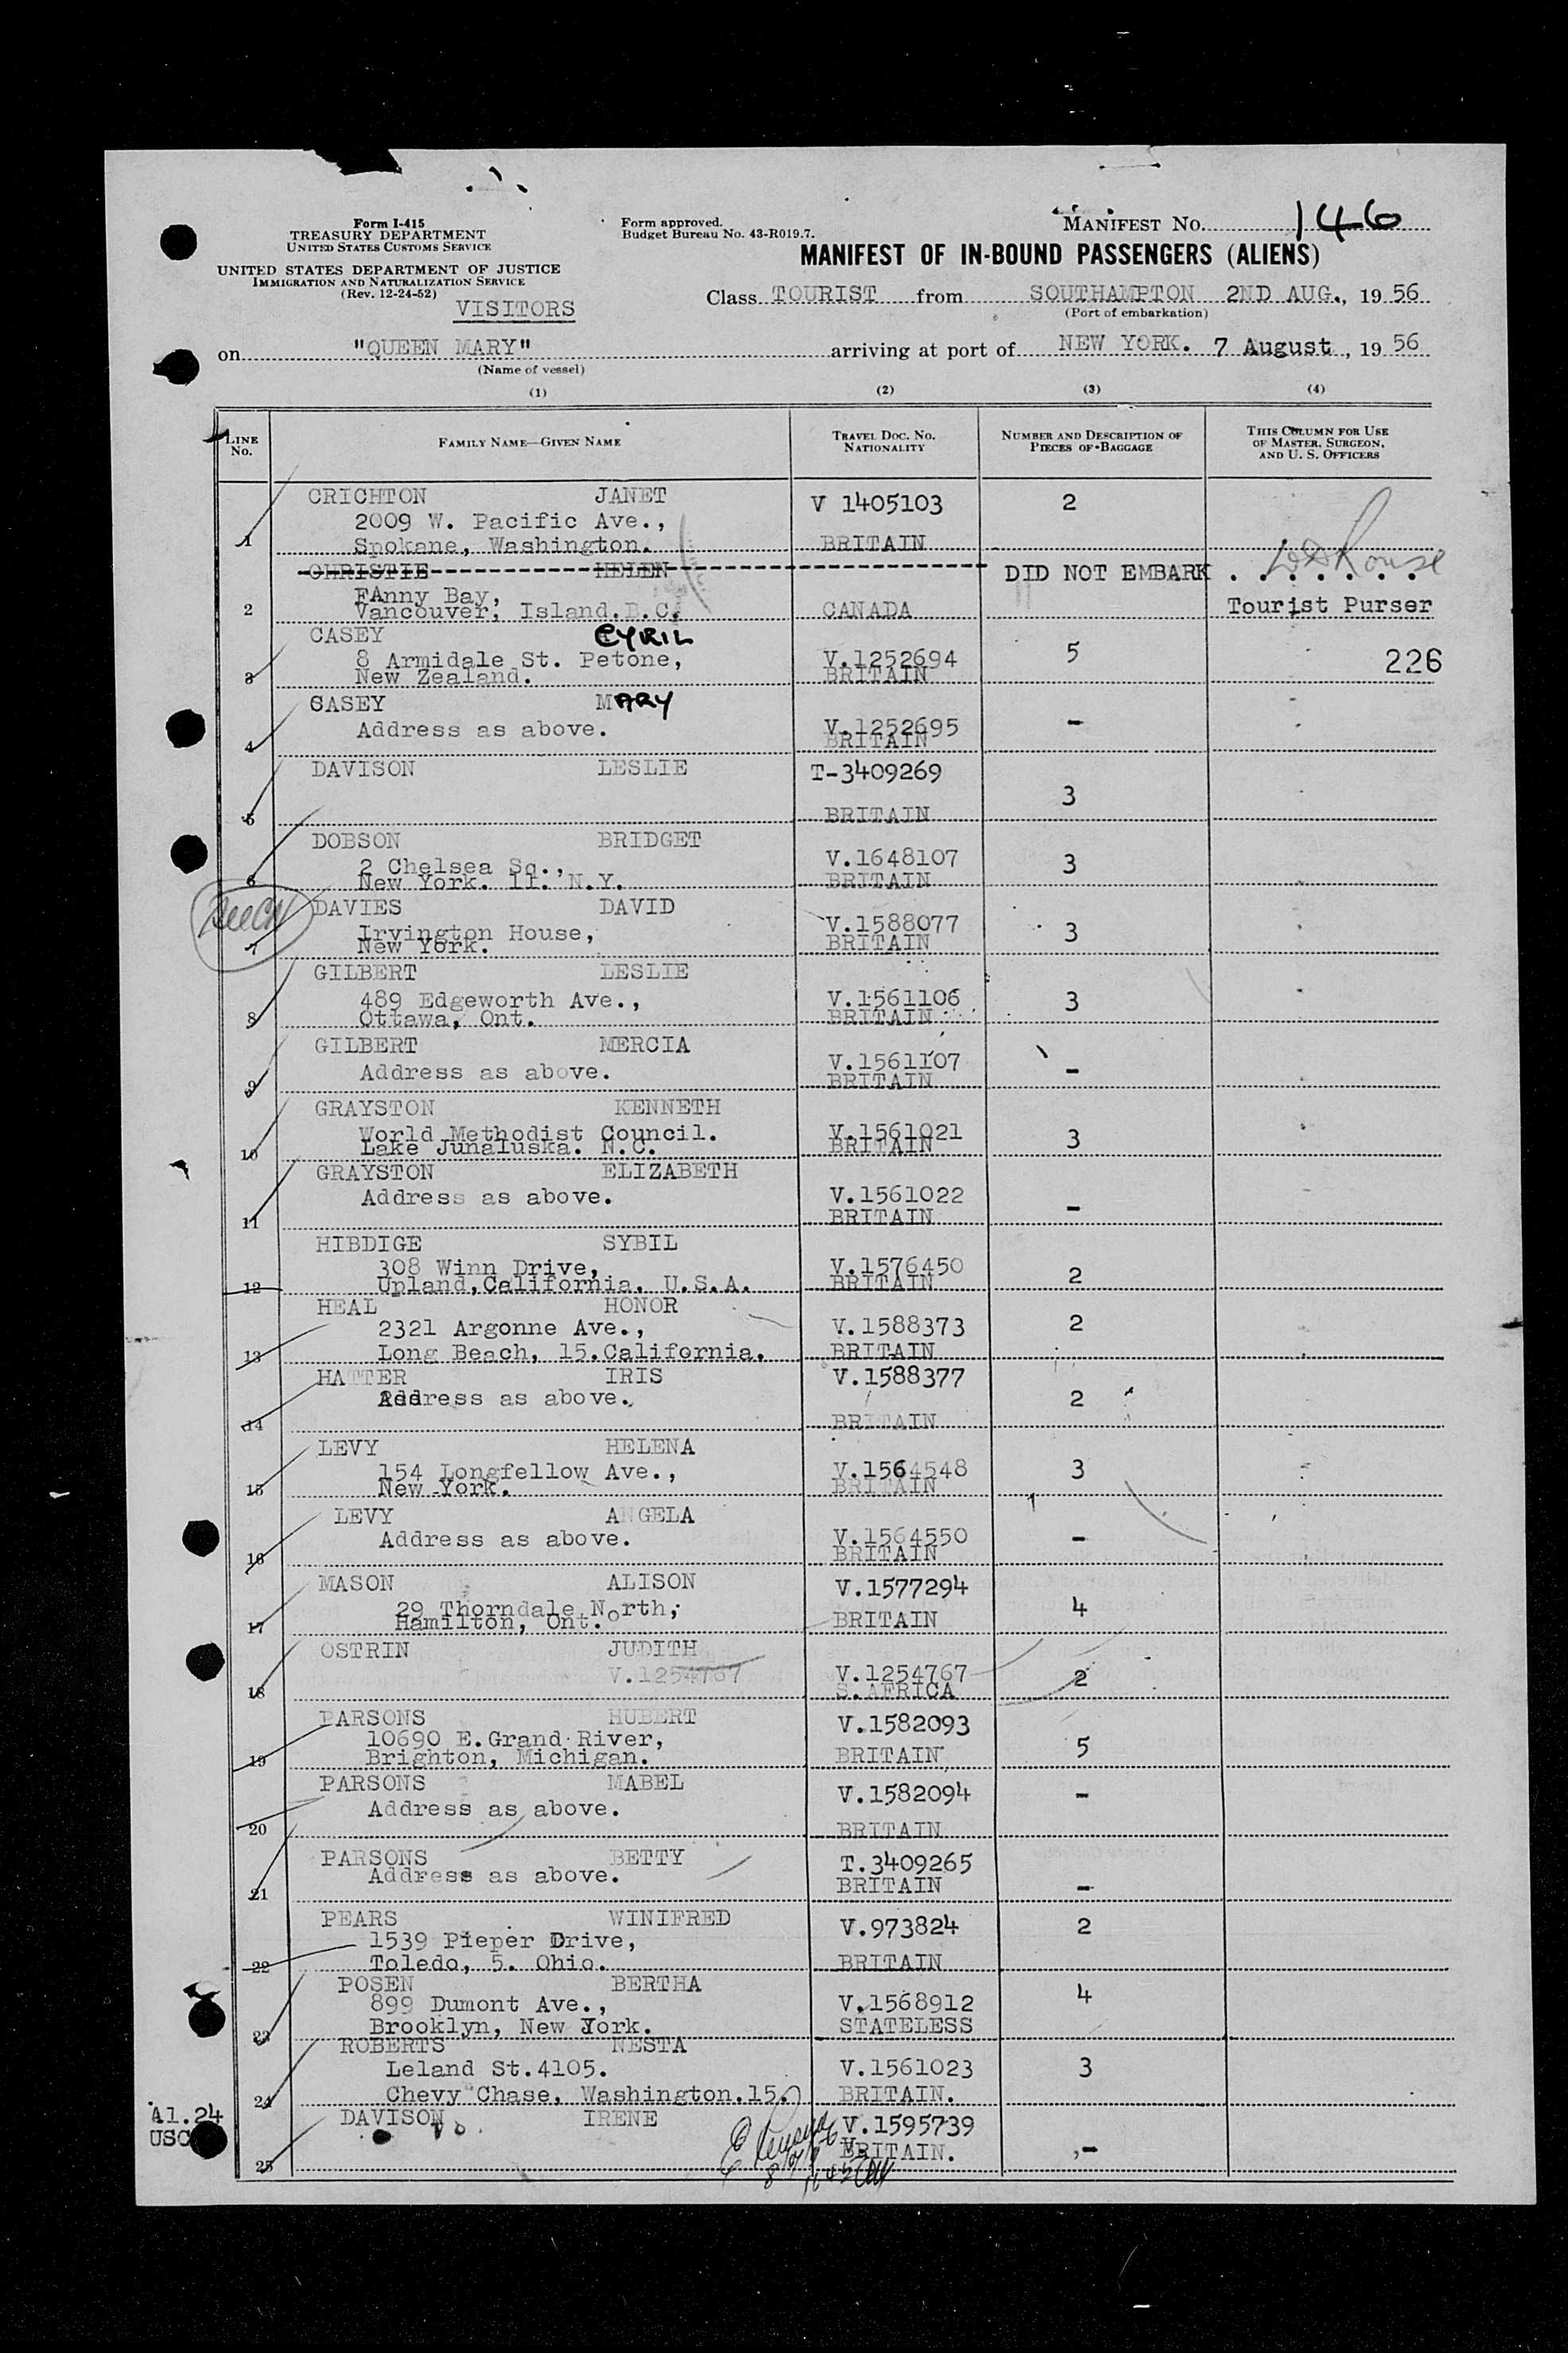 Form I-415
TREASURY DEPARTMENT
UNITED STATES CUSTOMS SERVICE
UNITED STATES DEPARTMENT OF JUSTICE
IMMIGRATION AND NATURALIZATION SERVICE
(Rev. 12-24-52)
VISITORS
Form approved.
Budget Bureau No. 43-R019.7.
MANIFEST No. 146
MANIFEST OF IN-BOUND PASSENGERS (ALIENS)
Class TOURIST from SOUTHAMPTON 2ND AUG., 19 56
(Port of embarkation)
on "QUEEN MARY" arriving at port of NEW YORK. 7 August, 19 56
(Name of vessel)
(1) (2) (3) (4)
LINE No. FAMILY NAME—GIVEN NAME TRAVEL DOC. NO. NATIONALITY NUMBER AND DESCRIPTION OF PIECES OF BAGGAGE THIS COLUMN FOR USE OF MASTER, SURGEON, AND U. S. OFFICERS
CRICHTON JANET V 1405103 2
2009 W. Pacific Ave.,
1 Spokane, Washington. BRITAIN
CHRISTIE HELEN DID NOT EMBARK . . . . . . .
FAnny Bay,
2 Vancouver, Island.B.C. CANADA Tourist Purser
CASEY CYRIL 5
8 Armidale St. Petone, V.1252694 226
3 New Zealand. BRITAIN
CASEY MARY
Address as above. V.1252695 -
4 BRITAIN
DAVISON LESLIE T-3409269
3
5 BRITAIN
DOBSON BRIDGET
2 Chelsea Sq., V.1648107 3
6 New York. 11. N.Y. BRITAIN
DAVIES DAVID
Irvington House, V.1588077 3
7 New York. BRITAIN
GILBERT LESLIE
489 Edgeworth Ave., V.1561106 3
8 Ottawa, Ont. BRITAIN
GILBERT MERCIA
Address as above. V.1561107 -
9 BRITAIN
GRAYSTON KENNETH
World Methodist Council. V.1561021 3
10 Lake Junaluska. N.C. BRITAIN
GRAYSTON ELIZABETH
Address as above. V.1561022 -
11 BRITAIN
HIBDIGE SYBIL
308 Winn Drive, V.1576450 2
12 Upland,California. U.S.A. BRITAIN
HEAL HONOR
2321 Argonne Ave., V.1588373 2
13 Long Beach, 15.California. BRITAIN
HATTER IRIS V.1588377
Address as above. 2
14 BRITAIN
LEVY HELENA
154 Longfellow Ave., V.1564548 3
15 New York. BRITAIN
LEVY ANGELA
Address as above. V.1564550 -
16 BRITAIN
MASON ALISON V.1577294
29 Thorndale North, 4
17 Hamilton, Ont. BRITAIN
OSTRIN JUDITH
V.1254767 V.1254767 2
18 S.AFRICA
PARSONS HUBERT V.1582093
10690 E.Grand River, 5
19 Brighton, Michigan. BRITAIN
PARSONS MABEL V.1582094 -
Address as above.
20 BRITAIN
PARSONS BETTY T.3409265
Address as above. BRITAIN -
21
PEARS WINIFRED V.973824 2
1539 Pieper Drive,
22 Toledo, 5. Ohio. BRITAIN
POSEN BERTHA 4
899 Dumont Ave., V.1568912
23 Brooklyn, New York. STATELESS
ROBERTS NESTA
Leland St.4105. V.1561023 3
24 Chevy Chase, Washington.15. BRITAIN.
Al.24 DAVISON IRENE V.1595739
USC BRITAIN. -
25